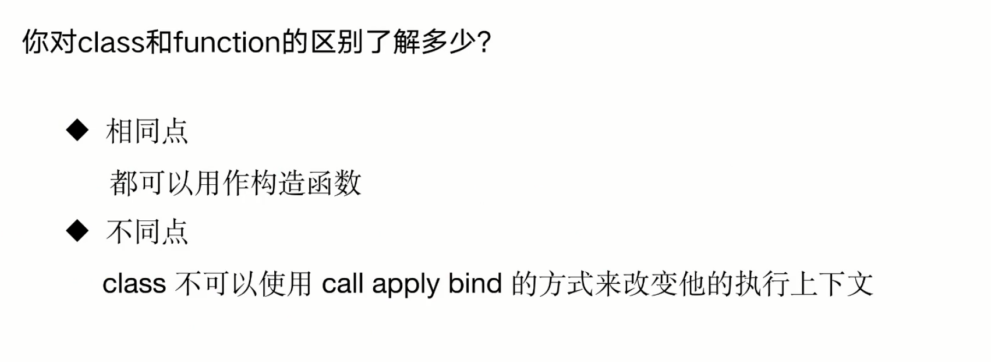 你对class和function的区别了解多少？
◆ 相同点
都可以用作构造函数
◆ 不同点
class 不可以使用 call apply bind 的方式来改变他的执行上下文